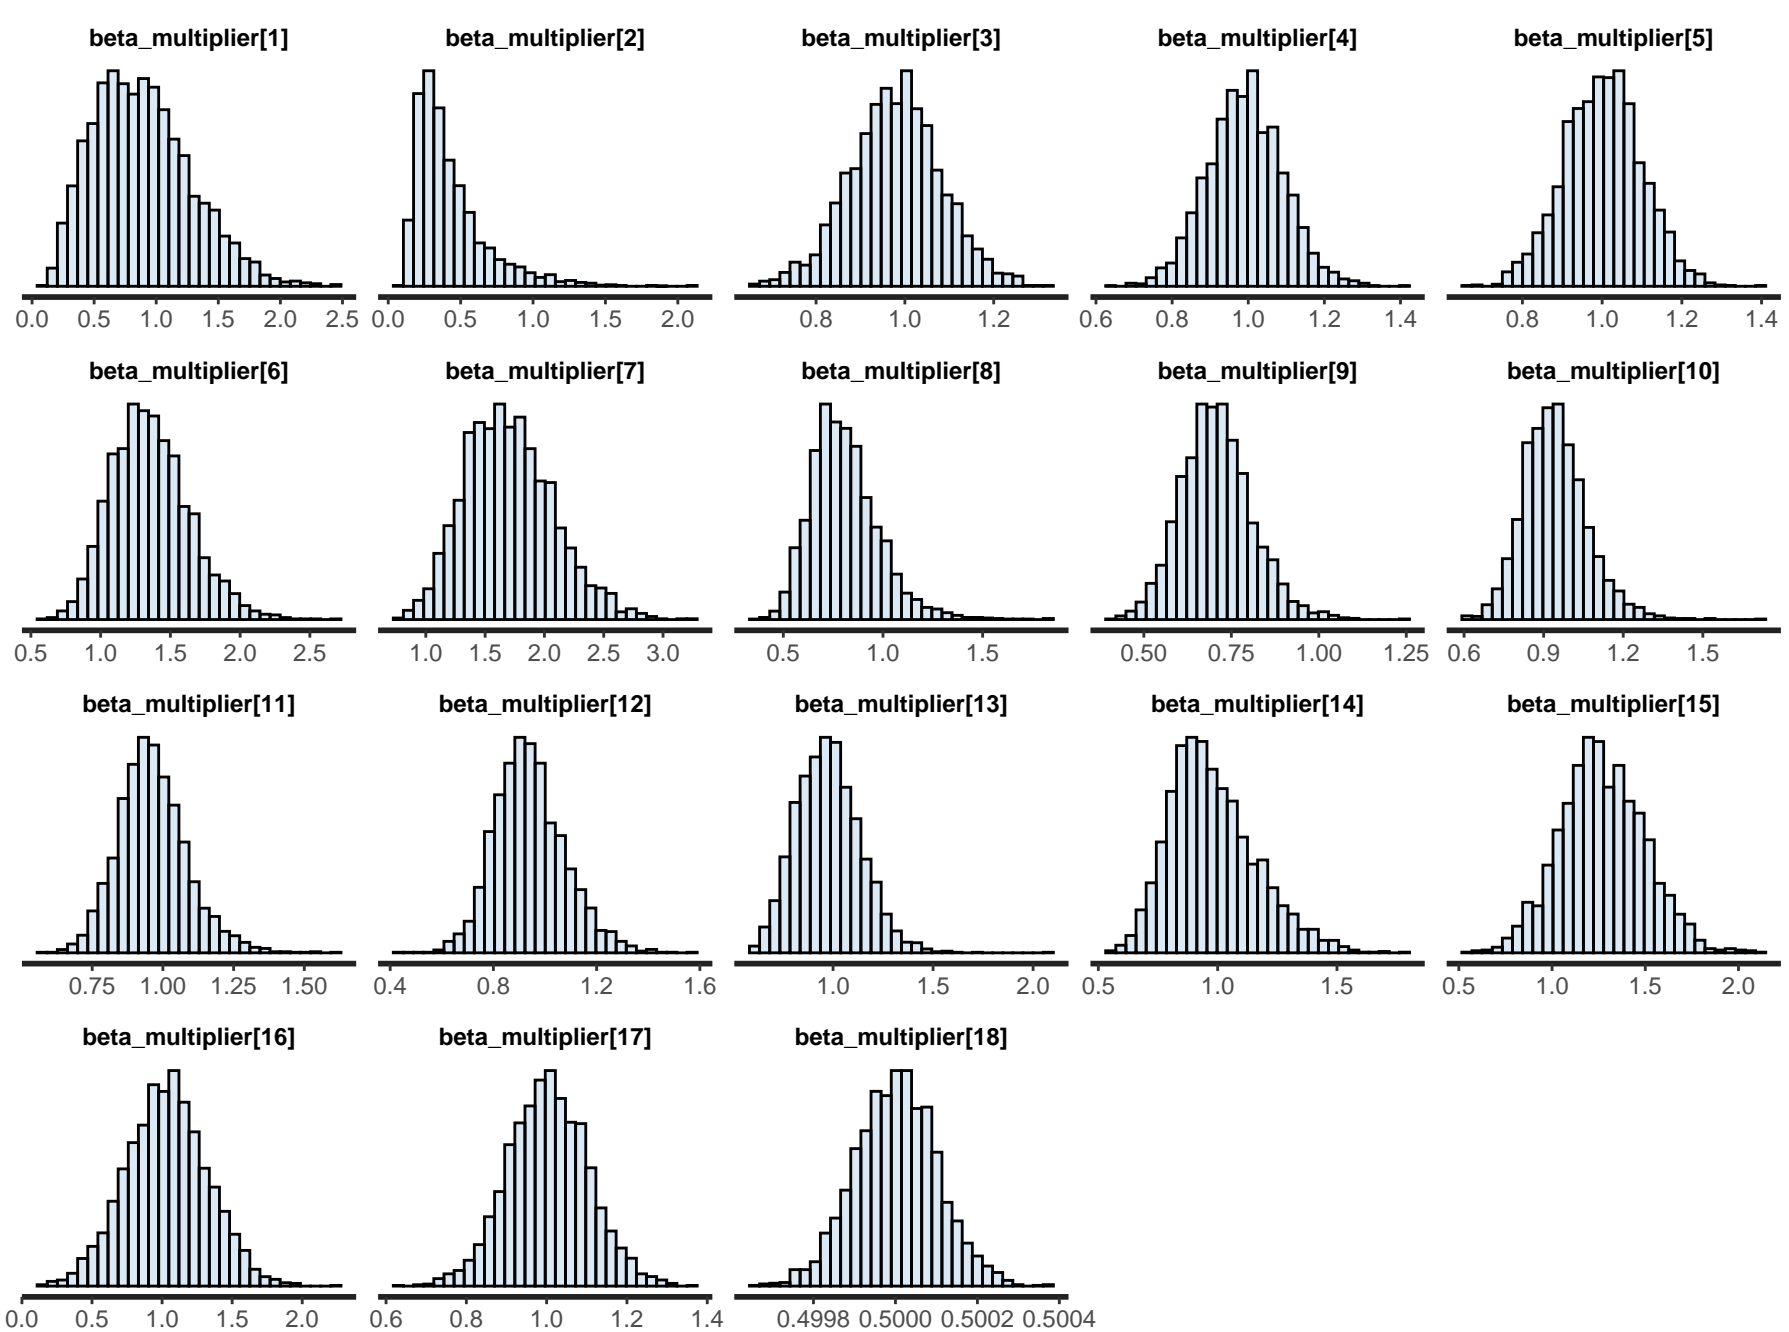 beta_multiplier[1] beta_multiplier[2] beta_multiplier[3] beta_multiplier[4] beta_multiplier[5]
0.0 0.5 1.0 1.5 2.0 2.5 0.0 0.5 1.0 1.5 2.0 0.8 1.0 1.2 0.6 0.8 1.0 1.2 1.4 0.8 1.0 1.2 1.4
beta_multiplier[6] beta_multiplier[7] beta_multiplier[8] beta_multiplier[9] beta_multiplier[10]
0.5 1.0 1.5 2.0 2.5 1.0 1.5 2.0 2.5 3.0 0.5 1.0 1.5 0.50 0.75 1.00 1.25 0.6 0.9 1.2 1.5
beta_multiplier[11] beta_multiplier[12] beta_multiplier[13] beta_multiplier[14] beta_multiplier[15]
0.75 1.00 1.25 1.50 0.4 0.8 1.2 1.6 1.0 1.5 2.0 0.5 1.0 1.5 0.5 1.0 1.5 2.0
beta_multiplier[16] beta_multiplier[17] beta_multiplier[18]
0.0 0.5 1.0 1.5 2.0 0.6 0.8 1.0 1.2 1.4 0.4998 0.5000 0.5002 0.5004